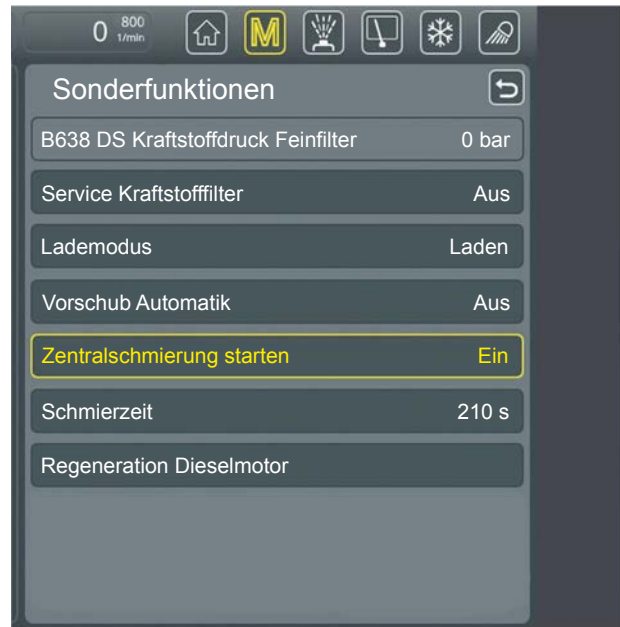 0 800 1/min M
Sonderfunktionen
B638 DS Kraftstoffdruck Feinfilter 0 bar
Service Kraftstofffilter Aus
Lademodus Laden
Vorschub Automatik Aus
Zentralschmierung starten Ein
Schmierzeit 210 s
Regeneration Dieselmotor